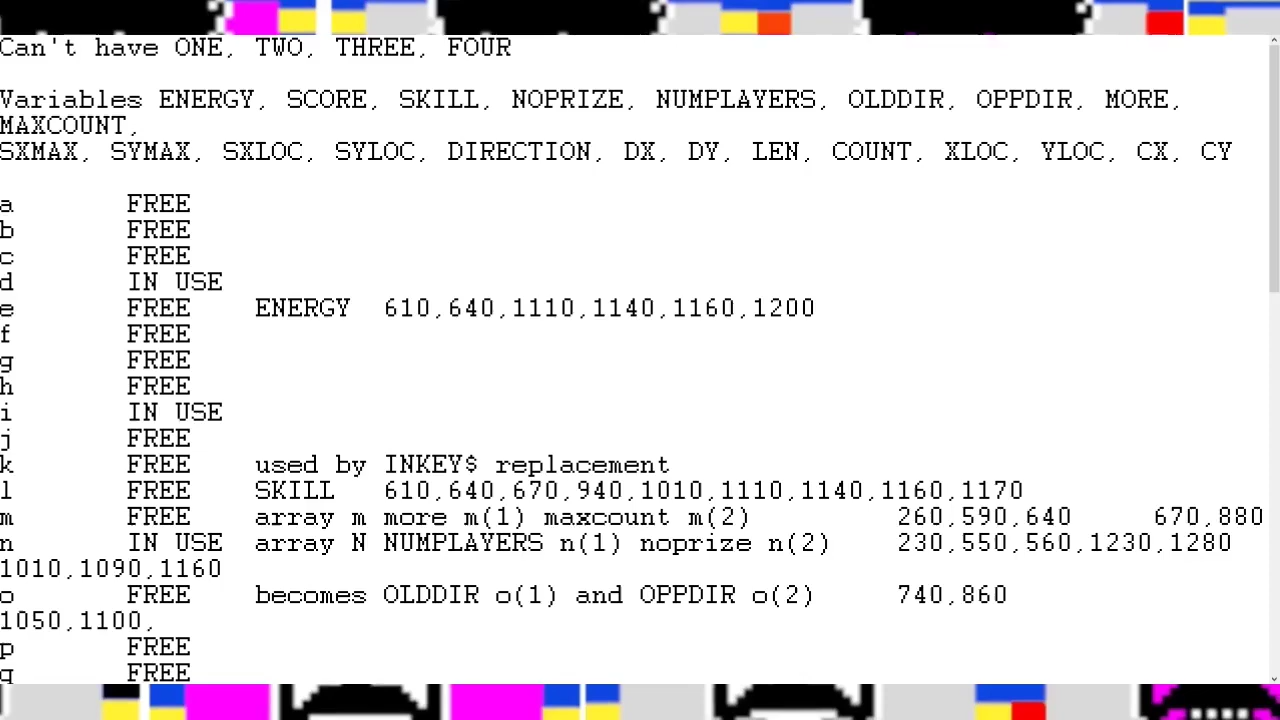 Can't have ONE, TWO, THREE, FOUR
Variables ENERGY, SCORE, SKILL, NOPRIZE, NUMPLAYERS, OLDDIR, OPPDIR, MORE,
MAXCOUNT,
SXMAX, SYMAX, SXLOC, SYLOC, DIRECTION, DX, DY, LEN, COUNT, XLOC, YLOC, CX, CY
a FREE
b FREE
c FREE
d IN USE
e FREE ENERGY 610,640,1110,1140,1160,1200
f FREE
g FREE
h FREE
i IN USE
j FREE
k FREE used by INKEY$ replacement
l FREE SKILL 610,640,670,940,1010,1110,1140,1160,1170
m FREE array m more m(1) maxcount m(2) 260,590,640 670,880
n IN USE array N NUMPLAYERS n(1) noprize n(2) 230,550,560,1230,1280
1010,1090,1160
o FREE becomes OLDDIR o(1) and OPPDIR o(2) 740,860
1050,1100,
p FREE
q FREE